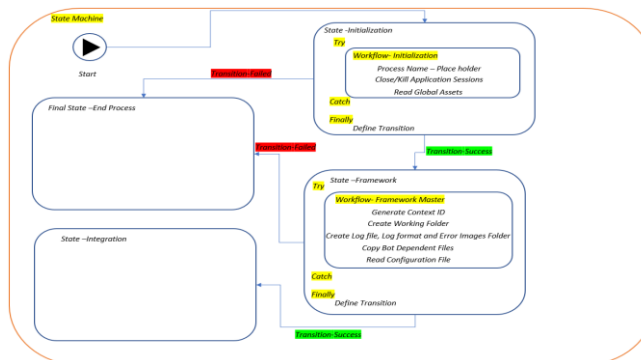 State Machine
Start
State -Initialization
Try
Workflow- Initialization
Process Name – Place holder
Close/Kill Application Sessions
Read Global Assets
Catch
Finally
Define Transition
Transition-Failed
Final State –End Process
Transition-Failed
Transition-Success
State –Framework
Try
Workflow- Framework Master
Generate Context ID
Create Working Folder
Create Log file, Log format and Error Images Folder
Copy Bot Dependent Files
Read Configuration File
Catch
Finally
Define Transition
State –Integration
Transition-Success